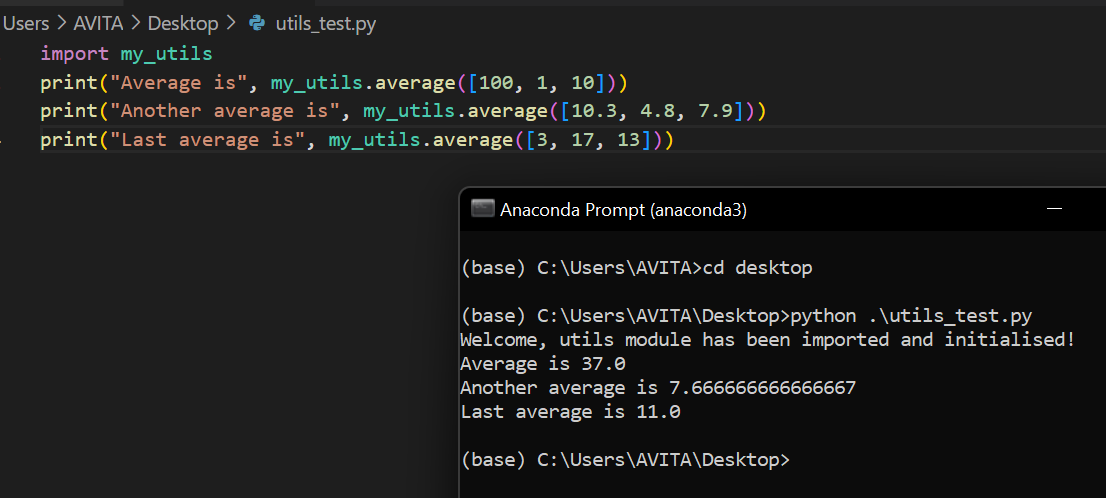 Users > AVITA > Desktop > utils_test.py
import my_utils
print("Average is", my_utils.average([100, 1, 10]))
print("Another average is", my_utils.average([10.3, 4.8, 7.9]))
print("Last average is", my_utils.average([3, 17, 13]))
Anaconda Prompt (anaconda3)
(base) C:\Users\AVITA>cd desktop
(base) C:\Users\AVITA\Desktop>python .\utils_test.py
Welcome, utils module has been imported and initialised!
Average is 37.0
Another average is 7.666666666666667
Last average is 11.0
(base) C:\Users\AVITA\Desktop>